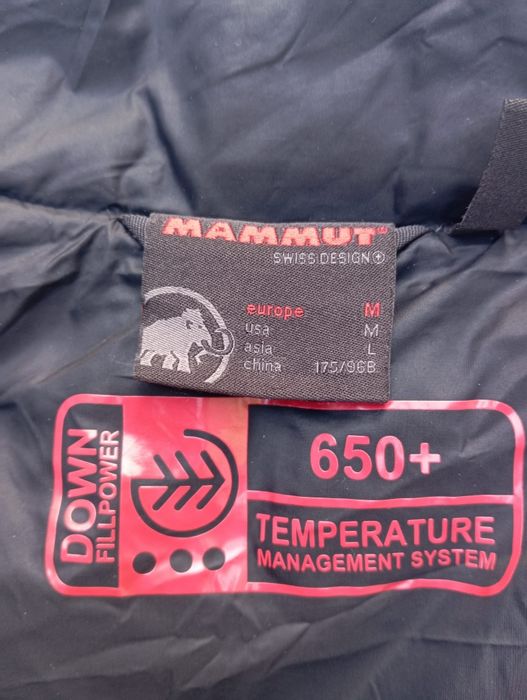 MAMMUT
SWISS DESIGN
europe M
usa M
asia L
china 175/96B
DOWN
FILLPOWER
650+
TEMPERATURE
MANAGEMENT SYSTEM